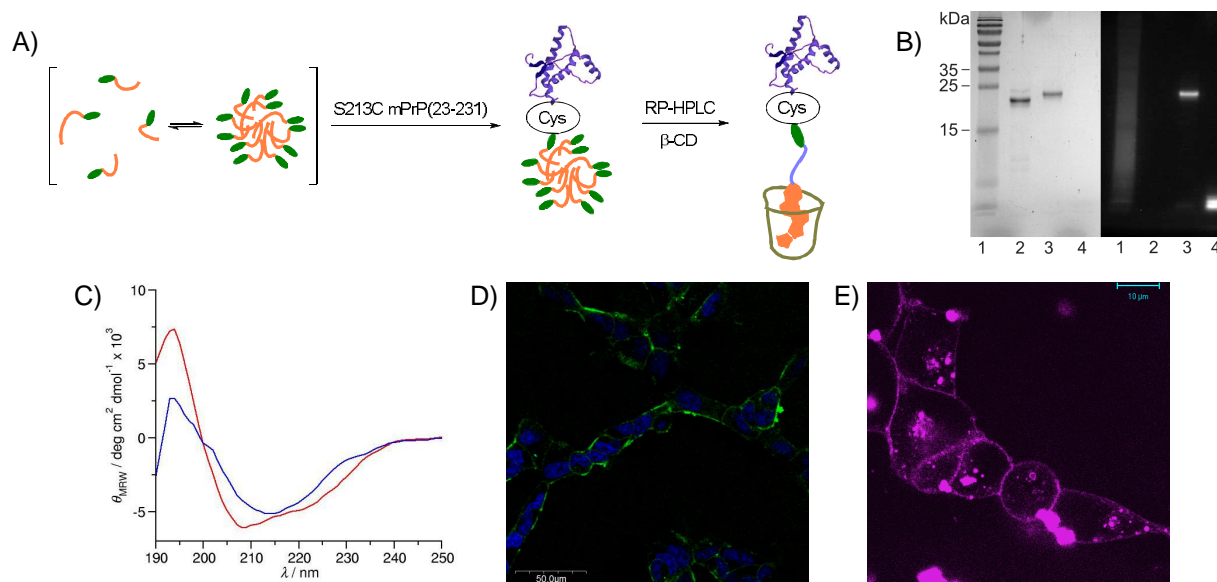 A)
S213C mPrP(23-231)
Cys
RP-HPLC
β-CD
Cys
B)
kDa
35
25
15
1 2 3 4 1 2 3 4
C)
10
5
0
-5
θMRW / deg cm² dmol⁻¹ x 10³
190 200 210 220 230 240 250
λ / nm
D)
50.0µm
E)
10 µm